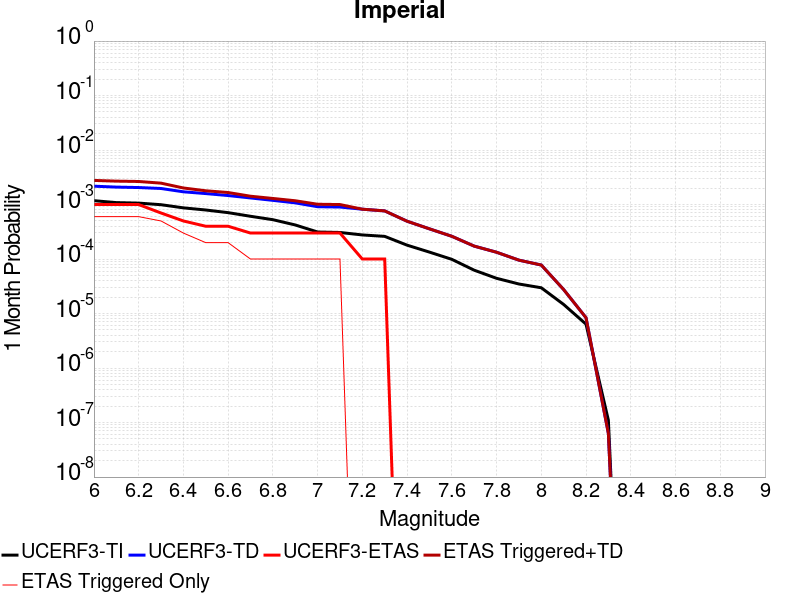 Imperial
10^0
10^-1
10^-2
10^-3
10^-4
10^-5
10^-6
10^-7
10^-8
1 Month Probability
6 6.2 6.4 6.6 6.8 7 7.2 7.4 7.6 7.8 8 8.2 8.4 8.6 8.8 9
Magnitude
UCERF3-TI UCERF3-TD UCERF3-ETAS ETAS Triggered+TD
ETAS Triggered Only